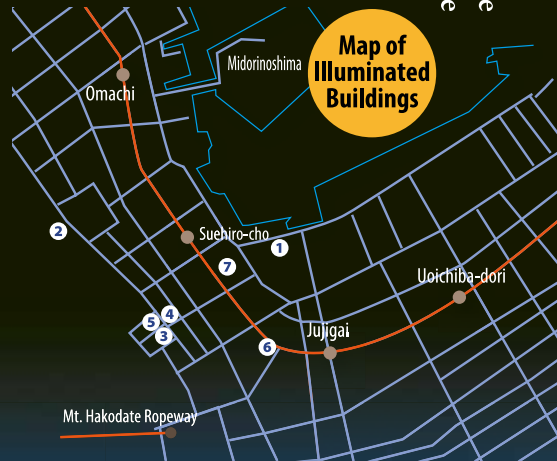 e e
Map of
Illuminated
Buildings
Midorinoshima
Omachi
2
Suehiro-cho
1
7
Uoichiba-dori
4
5
3
Jujigai
6
Mt. Hakodate Ropeway